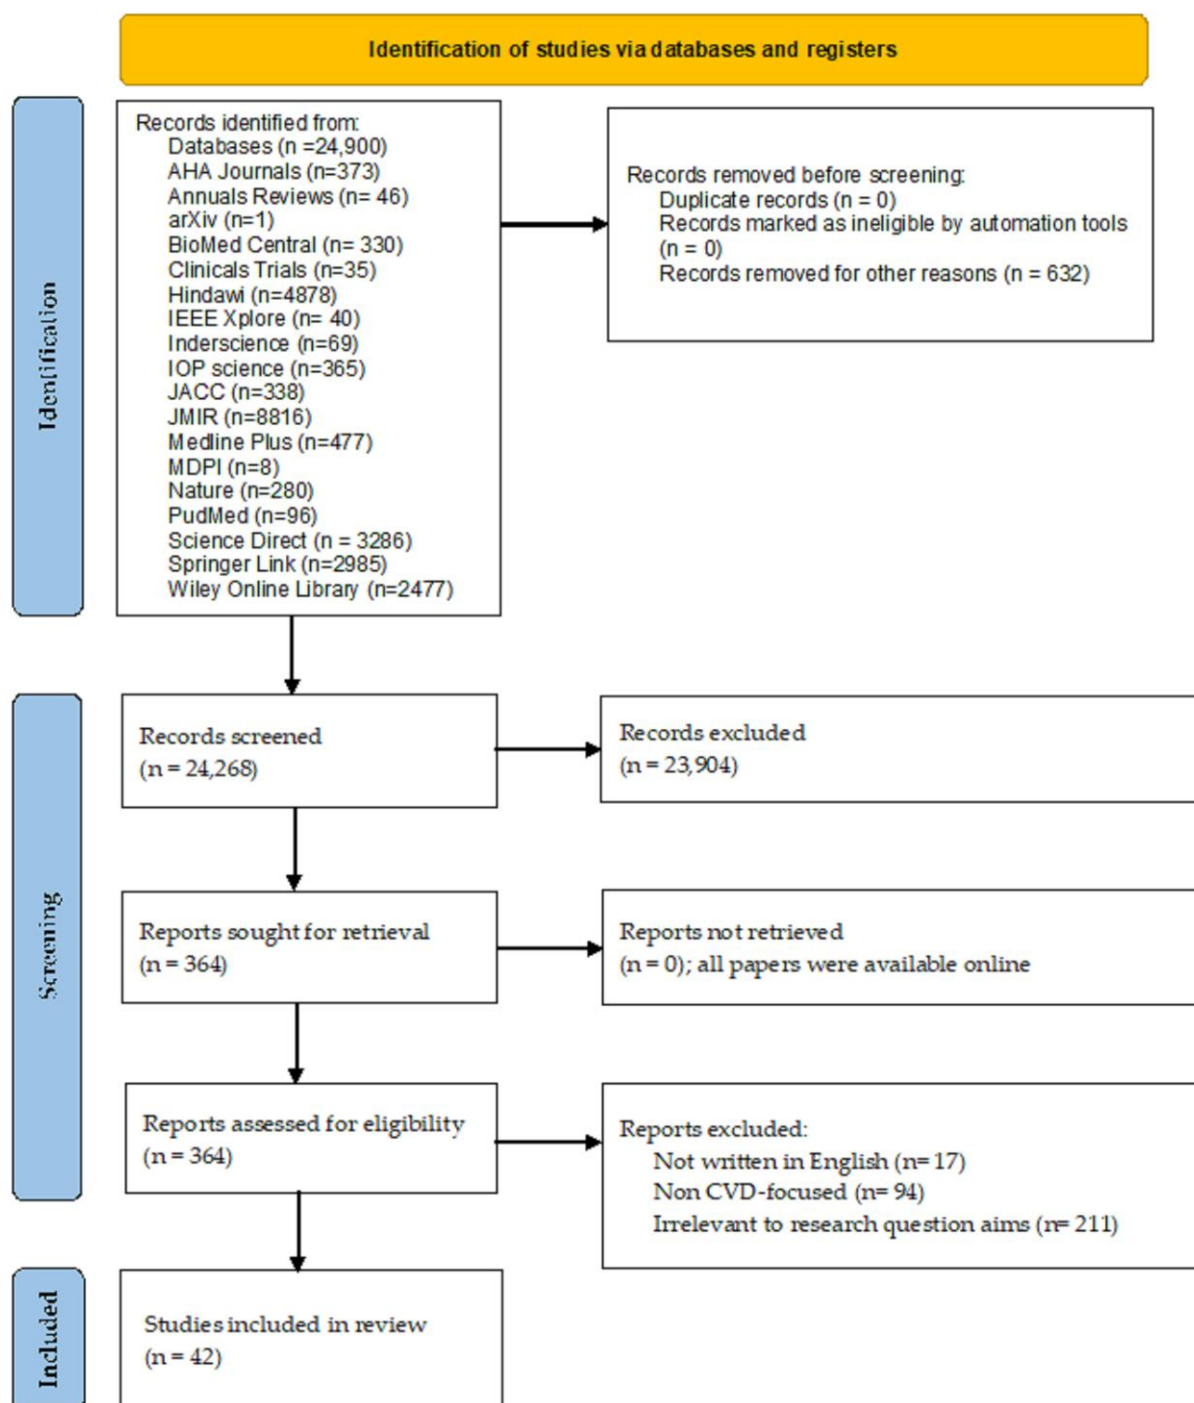 Identification of studies via databases and registers
Identification
Records identified from:
Databases (n =24,900)
AHA Journals (n=373)
Annuals Reviews (n= 46)
arXiv (n=1)
BioMed Central (n= 330)
Clinicals Trials (n=35)
Hindawi (n=4878)
IEEE Xplore (n= 40)
Inderscience (n=69)
IOP science (n=365)
JACC (n=338)
JMIR (n=8816)
Medline Plus (n=477)
MDPI (n=8)
Nature (n=280)
PudMed (n=96)
Science Direct (n = 3286)
Springer Link (n=2985)
Wiley Online Library (n=2477)
Records removed before screening:
Duplicate records (n = 0)
Records marked as ineligible by automation tools
(n = 0)
Records removed for other reasons (n = 632)
Screening
Records screened
(n = 24,268)
Records excluded
(n = 23,904)
Reports sought for retrieval
(n = 364)
Reports not retrieved
(n = 0); all papers were available online
Reports assessed for eligibility
(n = 364)
Reports excluded:
Not written in English (n= 17)
Non CVD-focused (n= 94)
Irrelevant to research question aims (n= 211)
Included
Studies included in review
(n = 42)